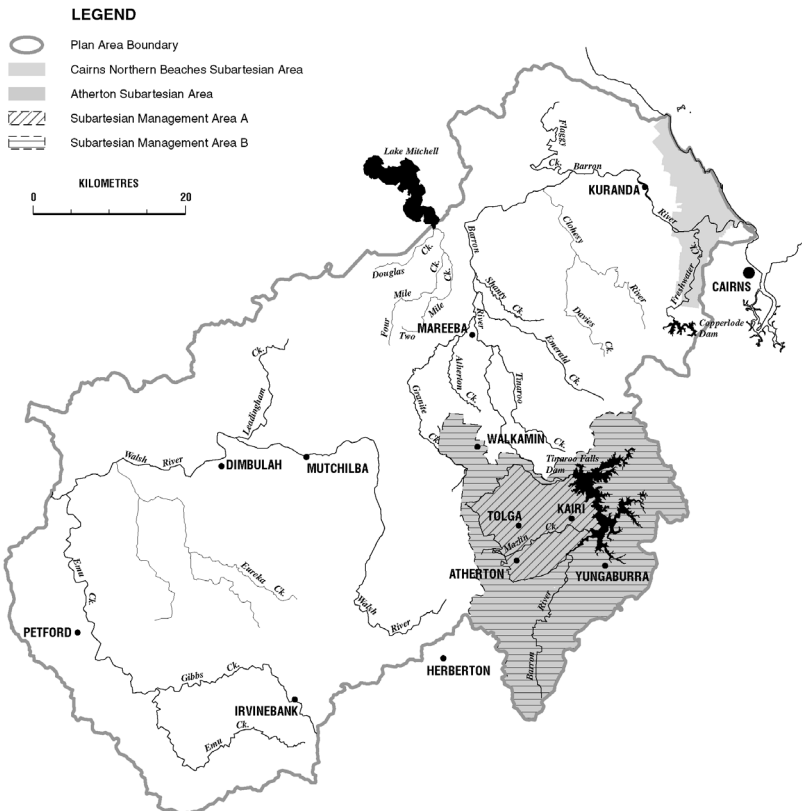 LEGEND
Plan Area Boundary
Cairns Northern Beaches Subartesian Area
Atherton Subartesian Area
Subartesian Management Area A
Subartesian Management Area B
KILOMETRES
0 20
Lake Mitchell
Flaggy
Ck.
Barron
KURANDA
River
Barron
Clohesy
River
Freshwater
Ck.
CAIRNS
Copperlode
Dam
Douglas
Ck.
Ck.
Ck.
Four
Mile
Two
Mile
Shanty
Ck.
River
Davies
Ck.
MAREEBA
Emerald
Ck.
Granite
Ck.
Atherton
Ck.
Tinaroo
Ck.
WALKAMIN
Tinaroo Falls
Dam
Leadingham
Ck.
Walsh
River
DIMBULAH
MUTCHILBA
TOLGA
KAIRI
Mazlin
Ck.
ATHERTON
YUNGABURRA
River
Barron
Emu
Ck.
Eureka
Ck.
Walsh
River
PETFORD
HERBERTON
Gibbs
Ck.
IRVINEBANK
Emu
Ck.